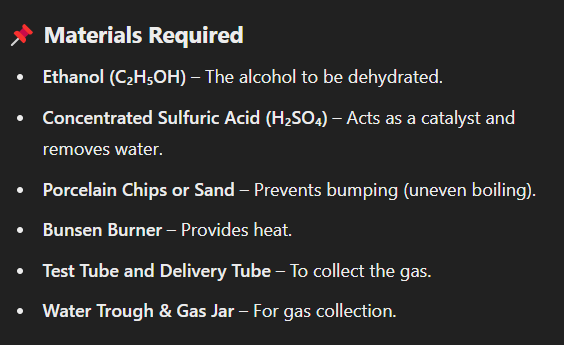 📌 Materials Required
• Ethanol (C₂H₅OH) – The alcohol to be dehydrated.
• Concentrated Sulfuric Acid (H₂SO₄) – Acts as a catalyst and
removes water.
• Porcelain Chips or Sand – Prevents bumping (uneven boiling).
• Bunsen Burner – Provides heat.
• Test Tube and Delivery Tube – To collect the gas.
• Water Trough & Gas Jar – For gas collection.